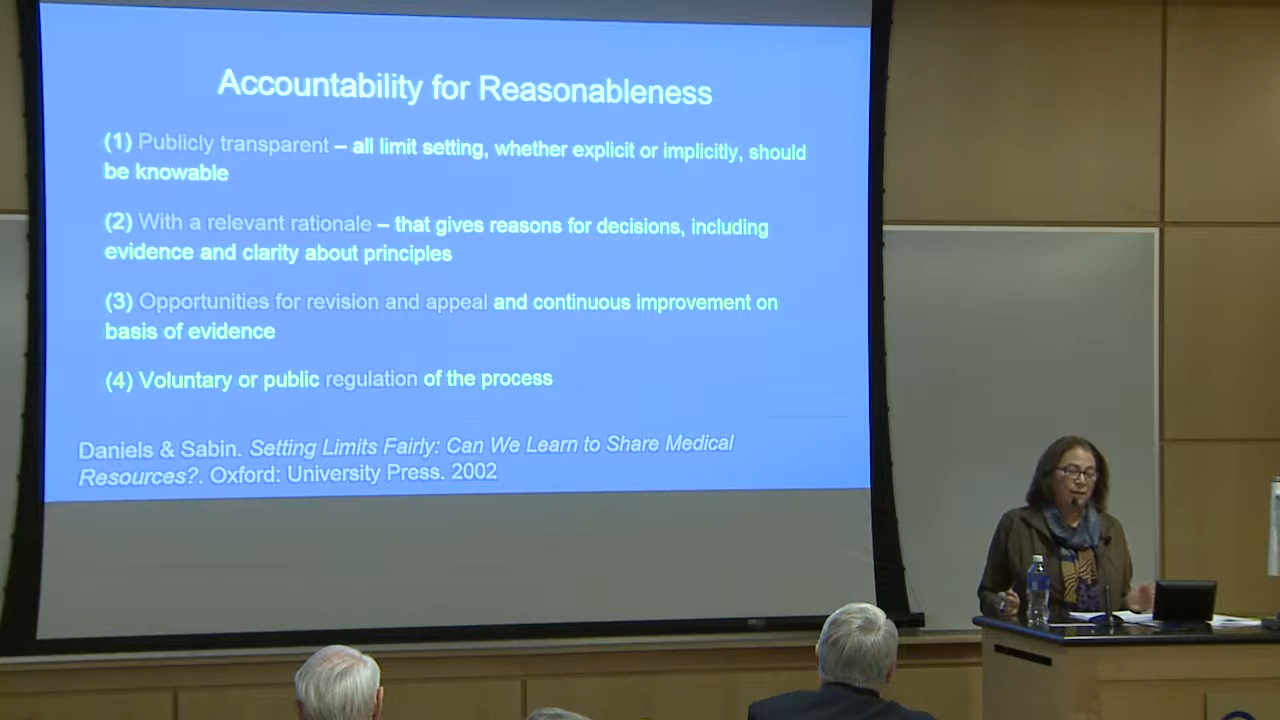 Accountability for Reasonableness
(1) Publicly transparent – all limit setting, whether explicit or implicitly, should
be knowable
(2) With a relevant rationale – that gives reasons for decisions, including
evidence and clarity about principles
(3) Opportunities for revision and appeal and continuous improvement on
basis of evidence
(4) Voluntary or public regulation of the process
Daniels & Sabin. Setting Limits Fairly: Can We Learn to Share Medical
Resources?. Oxford: University Press. 2002